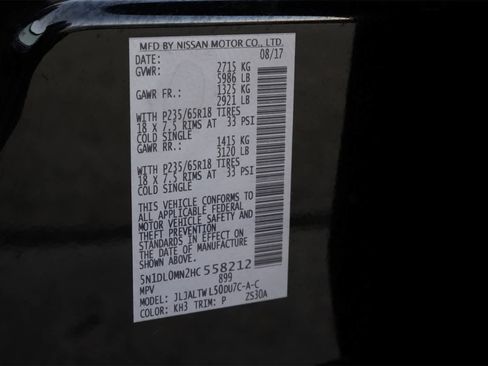 MFD BY NISSAN MOTOR CO., LTD.
DATE: 08/17
GVWR: 2715 KG
5986 LB
GAWR FR.: 1325 KG
2921 LB
WITH P235/65R18 TIRES
18 X 7.5 RIMS AT 33 PSI
COLD SINGLE
GAWR RR.: 1415 KG
3120 LB
WITH P235/65R18 TIRES
18 X 7.5 RIMS AT 33 PSI
COLD SINGLE
THIS VEHICLE CONFORMS TO
ALL APPLICABLE FEDERAL
MOTOR VEHICLE SAFETY AND
THEFT PREVENTION
STANDARDS IN EFFECT ON
THE DATE OF MANUFACTURE
SHOWN ABOVE.
5N1DL0MN2HC 558212
MPV 899
MODEL: JLJALTW L50DU7C-A-C
COLOR: KH3 TRIM: P ZS30A